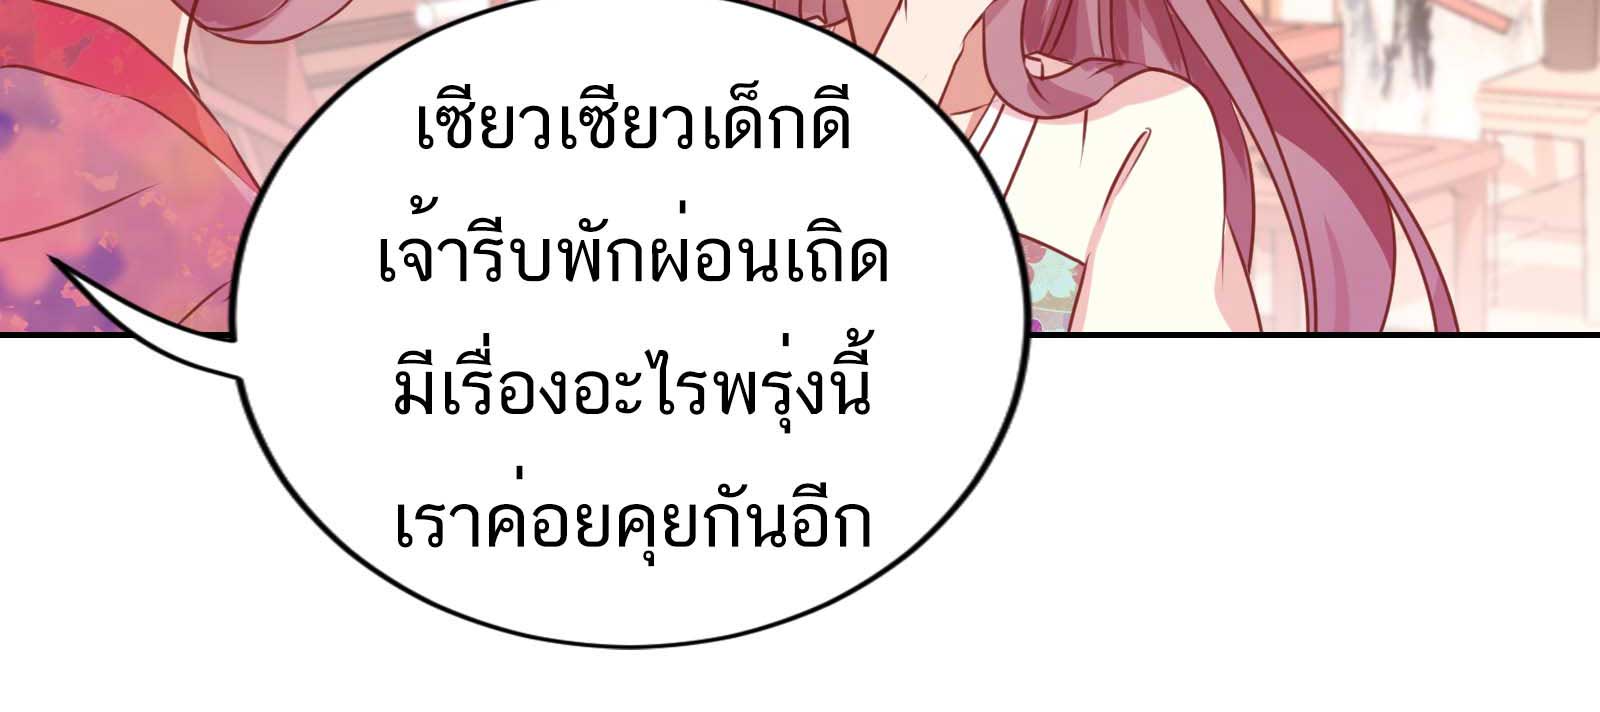 เซียวเซียวเด็กดี
เจ้ารีบพักผ่อนเถิด
มีเรื่องอะไรพรุ่งนี้
เราค่อยคุยกันอีก